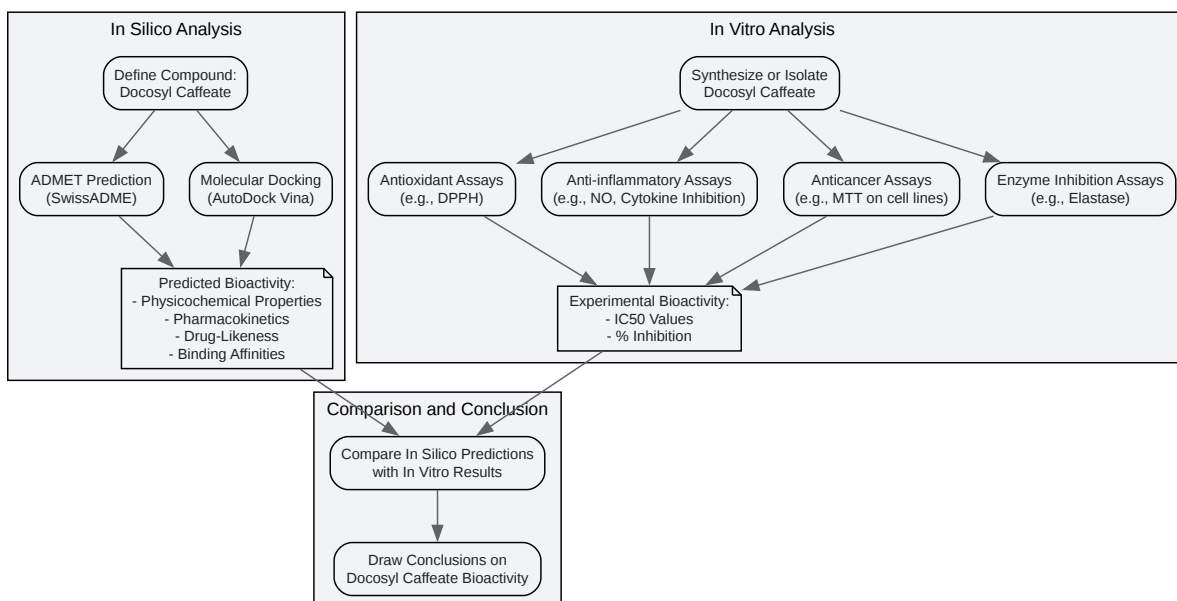 In Silico Analysis
Define Compound:
Docosyl Caffeate
ADMET Prediction
(SwissADME)
Molecular Docking
(AutoDock Vina)
Predicted Bioactivity:
- Physicochemical Properties
- Pharmacokinetics
- Drug-Likeness
- Binding Affinities
In Vitro Analysis
Synthesize or Isolate
Docosyl Caffeate
Antioxidant Assays
(e.g., DPPH)
Anti-inflammatory Assays
(e.g., NO, Cytokine Inhibition)
Anticancer Assays
(e.g., MTT on cell lines)
Enzyme Inhibition Assays
(e.g., Elastase)
Experimental Bioactivity:
- IC50 Values
- % Inhibition
Comparison and Conclusion
Compare In Silico Predictions
with In Vitro Results
Draw Conclusions on
Docosyl Caffeate Bioactivity